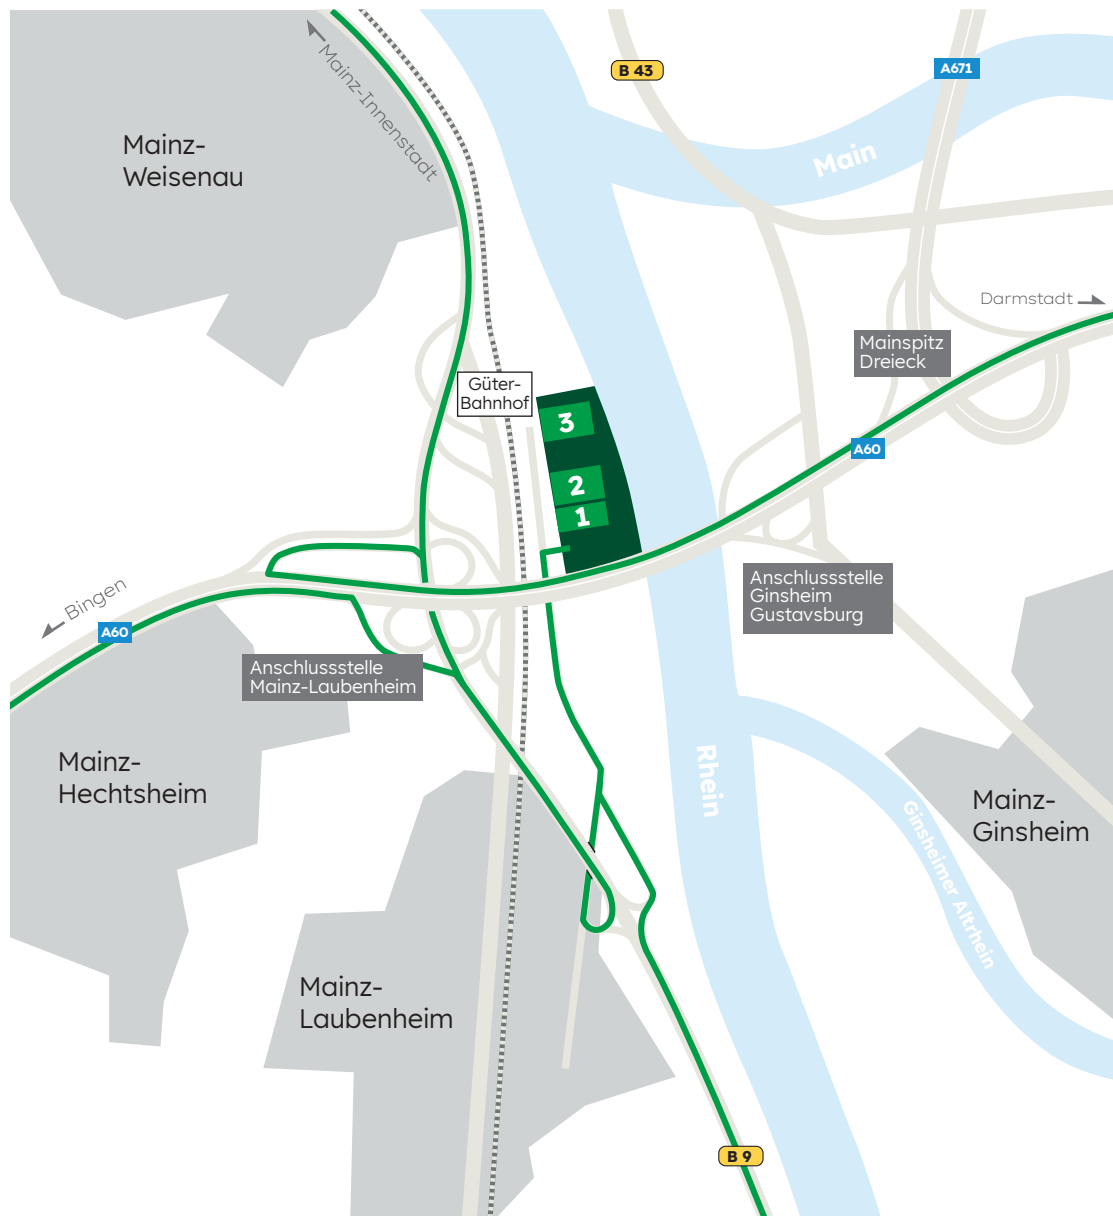 B 43
A671
Mainz-Innenstadt
Mainz-
Weisenau
Main
Darmstadt
Mainspitz
Dreieck
Güter-
Bahnhof
3
A60
2
1
Bingen
A60
Anschlussstelle
Ginsheim
Gustavsburg
Anschlussstelle
Mainz-Laubenheim
Mainz-
Hechtsheim
Rhein
Mainz-
Ginsheim
Ginsheimer Altrhein
Mainz-
Laubenheim
B 9